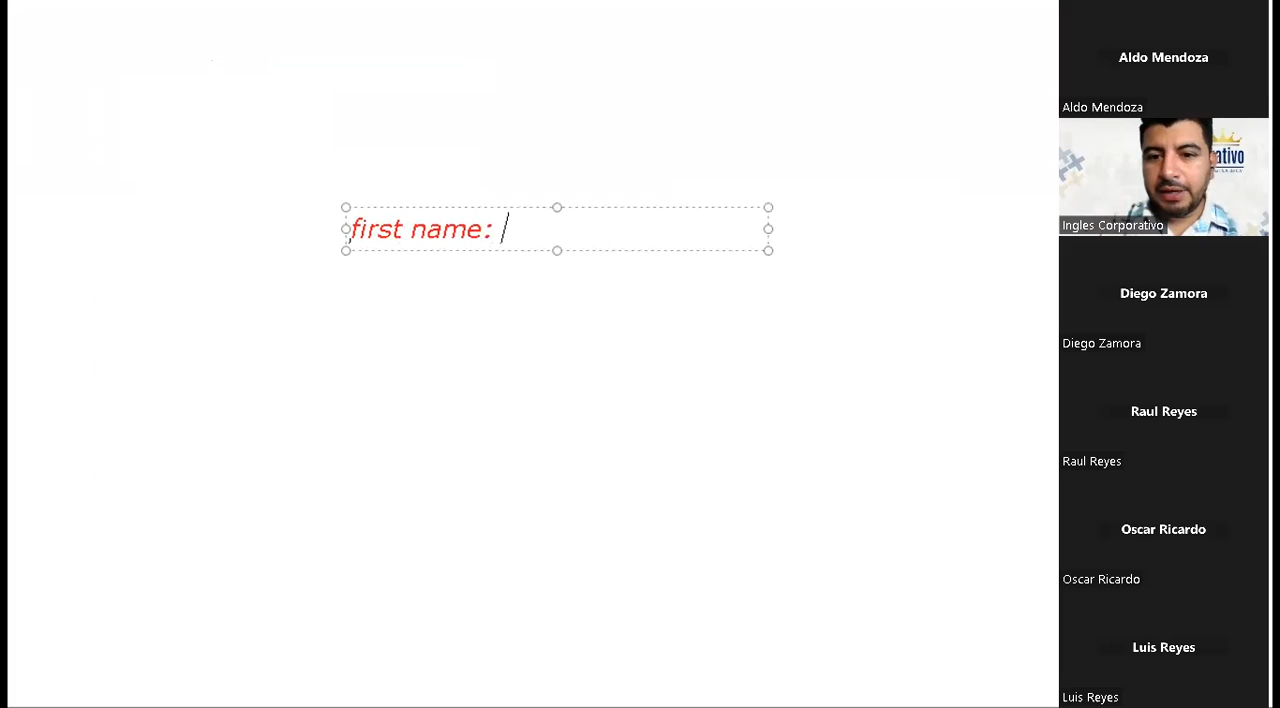 first name:
Aldo Mendoza
Aldo Mendoza
ativo
Ingles Corporativo
Diego Zamora
Diego Zamora
Raul Reyes
Raul Reyes
Oscar Ricardo
Oscar Ricardo
Luis Reyes
Luis Reyes